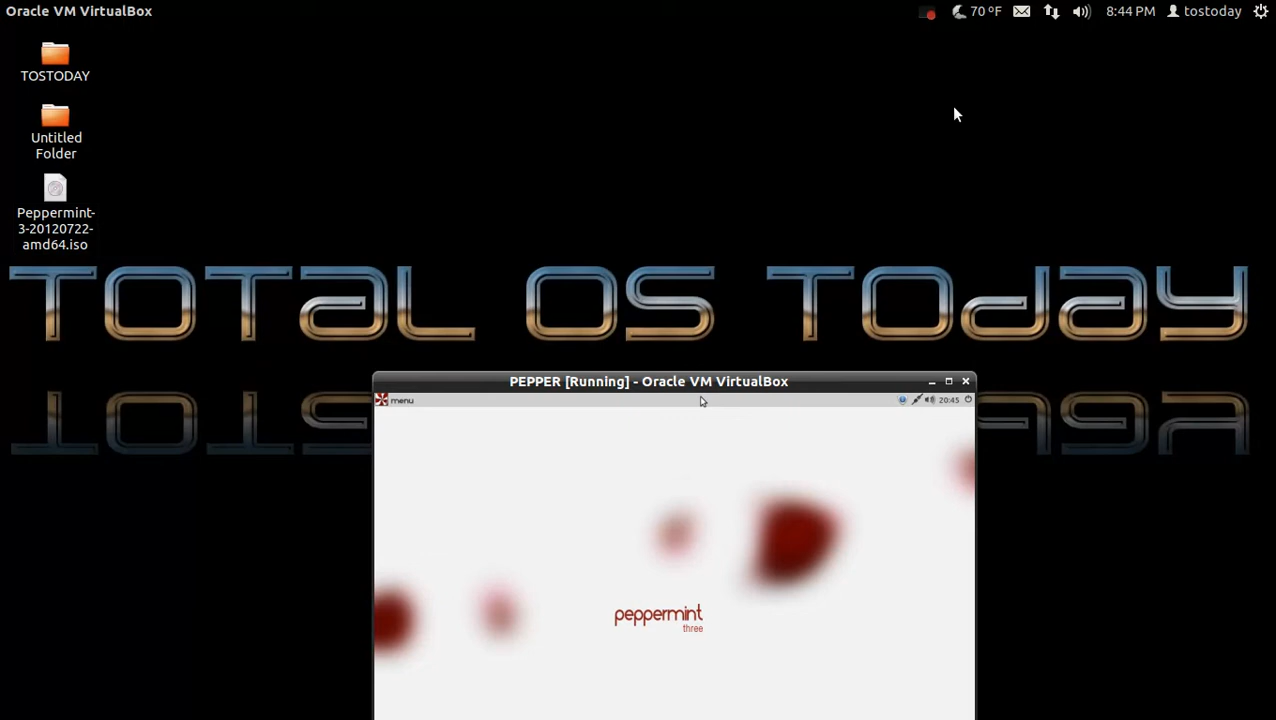 Oracle VM VirtualBox
70 ºF
8:44 PM
tostoday
TOSTODAY
Untitled
Folder
Peppermint-
3-20120722-
amd64.iso
TOTAL OS TODAY
PEPPER [Running] - Oracle VM VirtualBox
menu
20:45
peppermint
three